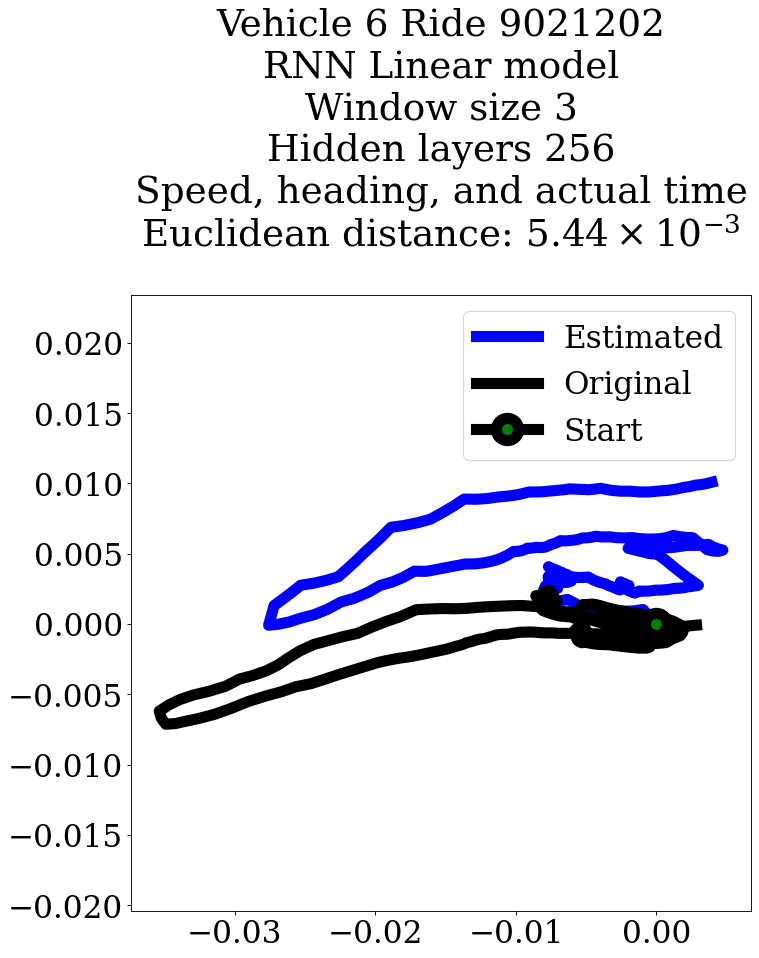 Vehicle 6 Ride 9021202
RNN Linear model
Window size 3
Hidden layers 256
Speed, heading, and actual time
Euclidean distance: 5.44 × 10⁻³
Estimated
Original
Start
0.020
0.015
0.010
0.005
0.000
−0.005
−0.010
−0.015
−0.020
−0.03 −0.02 −0.01 0.00